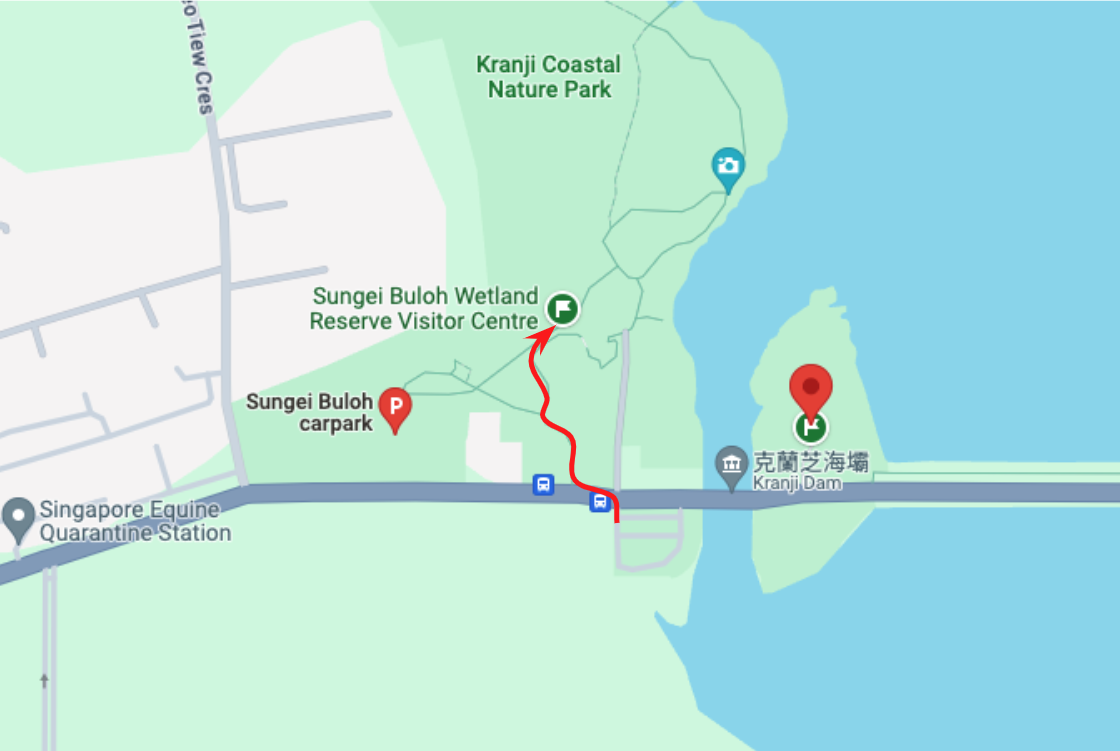 eo Tiew Cres
Kranji Coastal
Nature Park
Sungei Buloh Wetland
Reserve Visitor Centre
Sungei Buloh
carpark
P
克蘭芝海壩
Kranji Dam
Singapore Equine
Quarantine Station